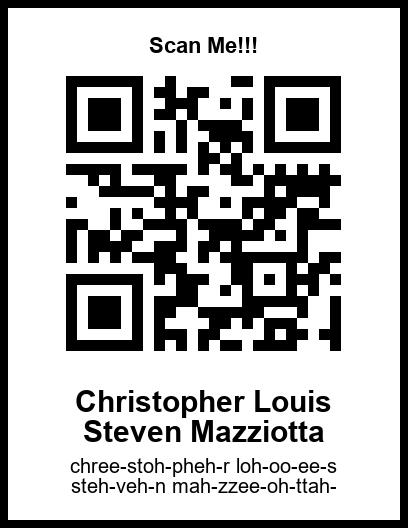 Scan Me!!!
Christopher Louis
Steven Mazziotta
chree-stoh-pheh-r loh-oo-ee-s
steh-veh-n mah-zzee-oh-ttah-